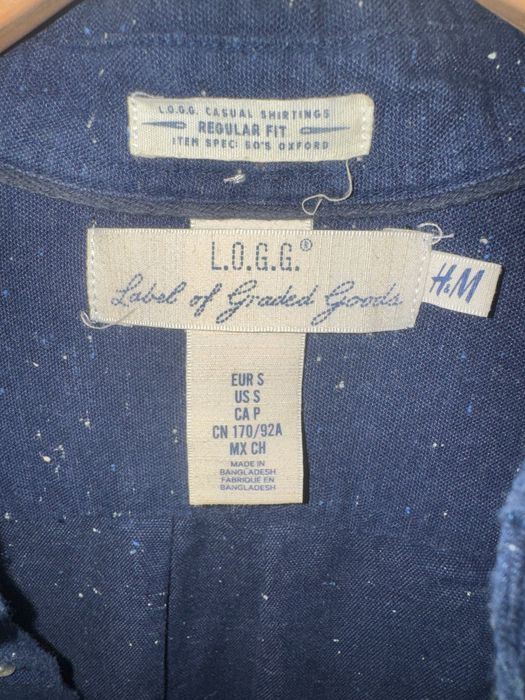 L.O.G.G. CASUAL SHIRTINGS
REGULAR FIT
ITEM SPEC: 60'S OXFORD
L.O.G.G.®
Label of Graded Goods
H&M
EUR S
US S
CA P
CN 170/92A
MX CH
MADE IN
BANGLADESH
FABRIQUE EN
BANGLADESH